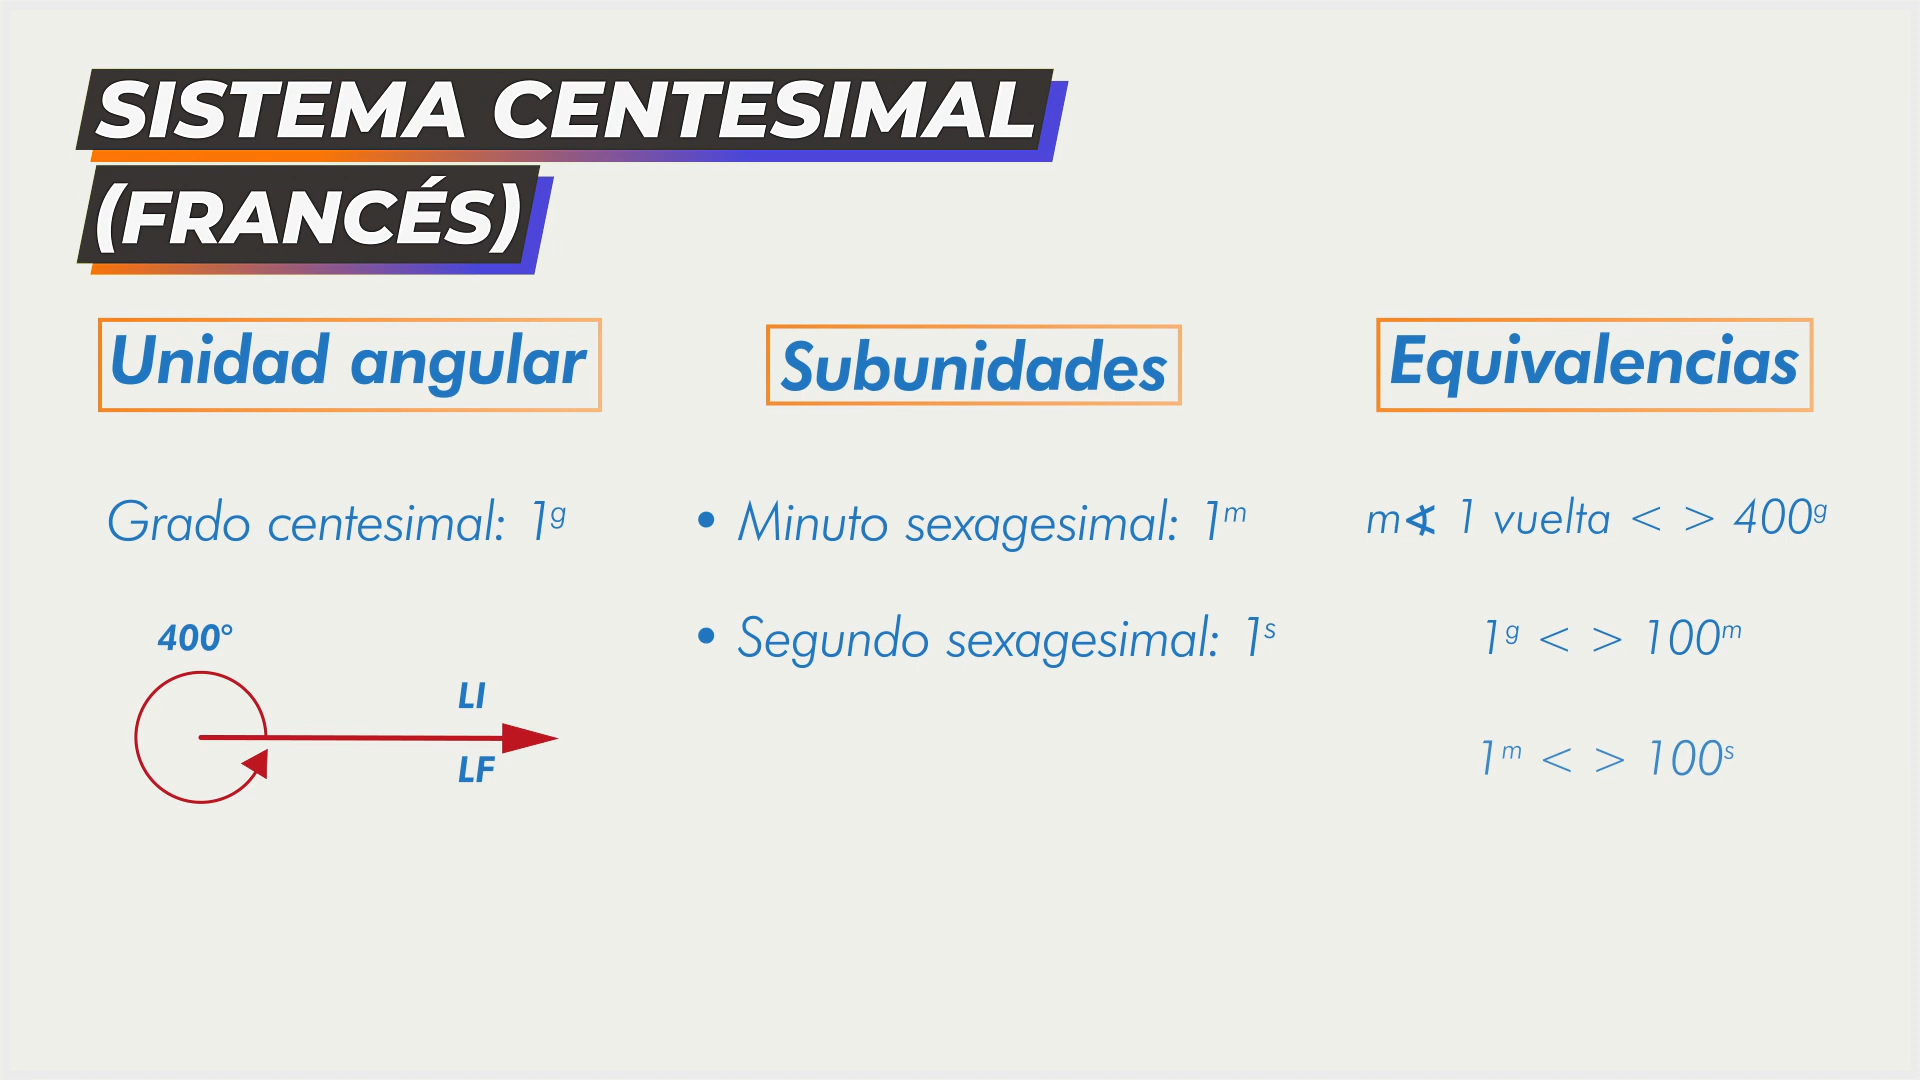 SISTEMA CENTESIMAL
(FRANCÉS)
Unidad angular
Grado centesimal: 1ᵍ
400°
LI
LF
Subunidades
• Minuto sexagesimal: 1ᵐ
• Segundo sexagesimal: 1ˢ
Equivalencias
m∢ 1 vuelta < > 400ᵍ
1ᵍ < > 100ᵐ
1ᵐ < > 100ˢ